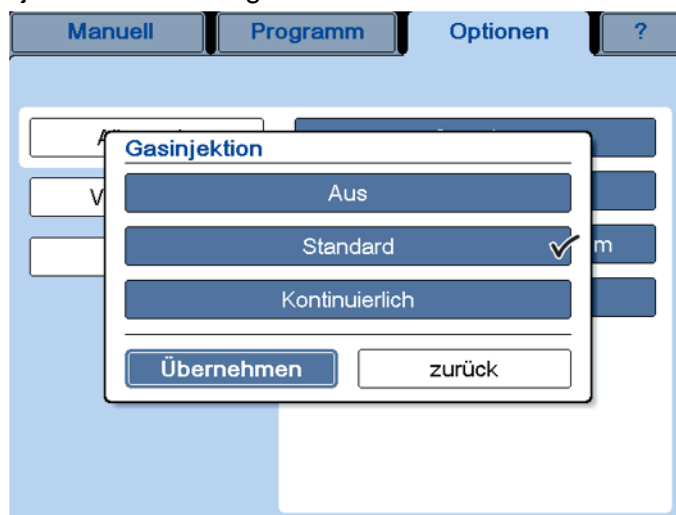 Manuell Programm Optionen ?
Gasinjektion
Aus
V
Standard
m
Kontinuierlich
Übernehmen zurück